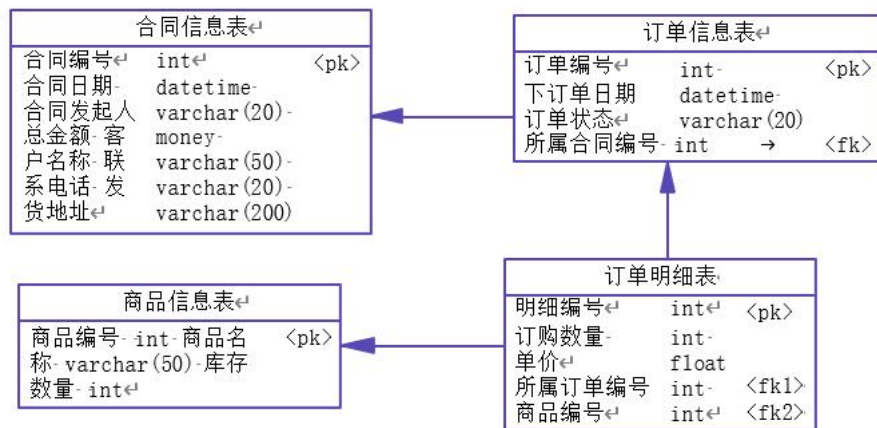 合同信息表↵
合同编号↵ int↵ <pk>
合同日期- datetime-
合同发起人 varchar(20)-
总金额-客 money-
户名称-联 varchar(50)-
系电话-发 varchar(20)-
货地址↵ varchar(200)
订单信息表↵
订单编号↵ int- <pk>
下订单日期 datetime-
订单状态↵ varchar(20)
所属合同编号- int → <fk>
商品信息表↵
商品编号-int-商品名 <pk>
称-varchar(50)-库存
数量-int↵
订单明细表
明细编号↵ int↵ <pk>
订购数量- int-
单价↵ float
所属订单编号 int- <fk1>
商品编号↵ int↵ <fk2>